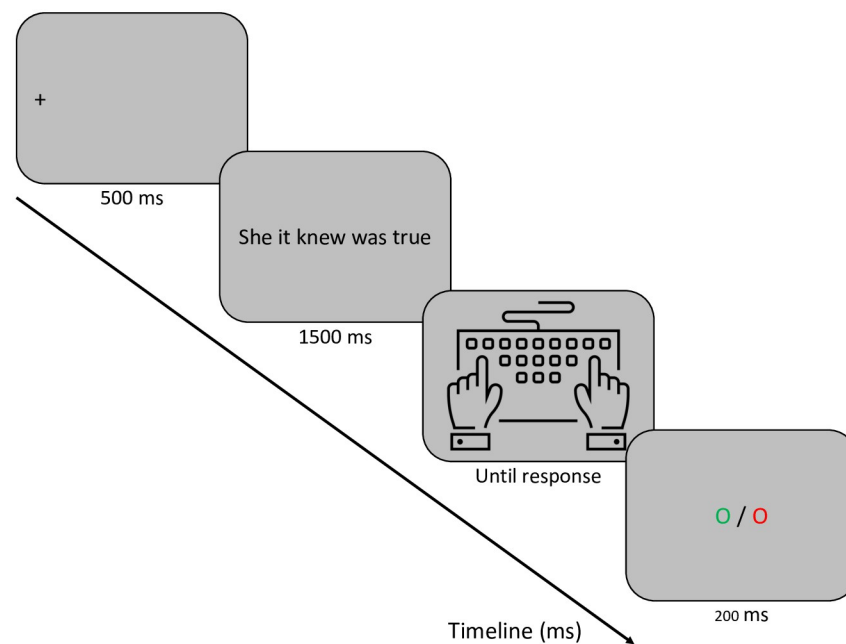 +
500 ms
She it knew was true
1500 ms
Until response
O / O
200 ms
Timeline (ms)